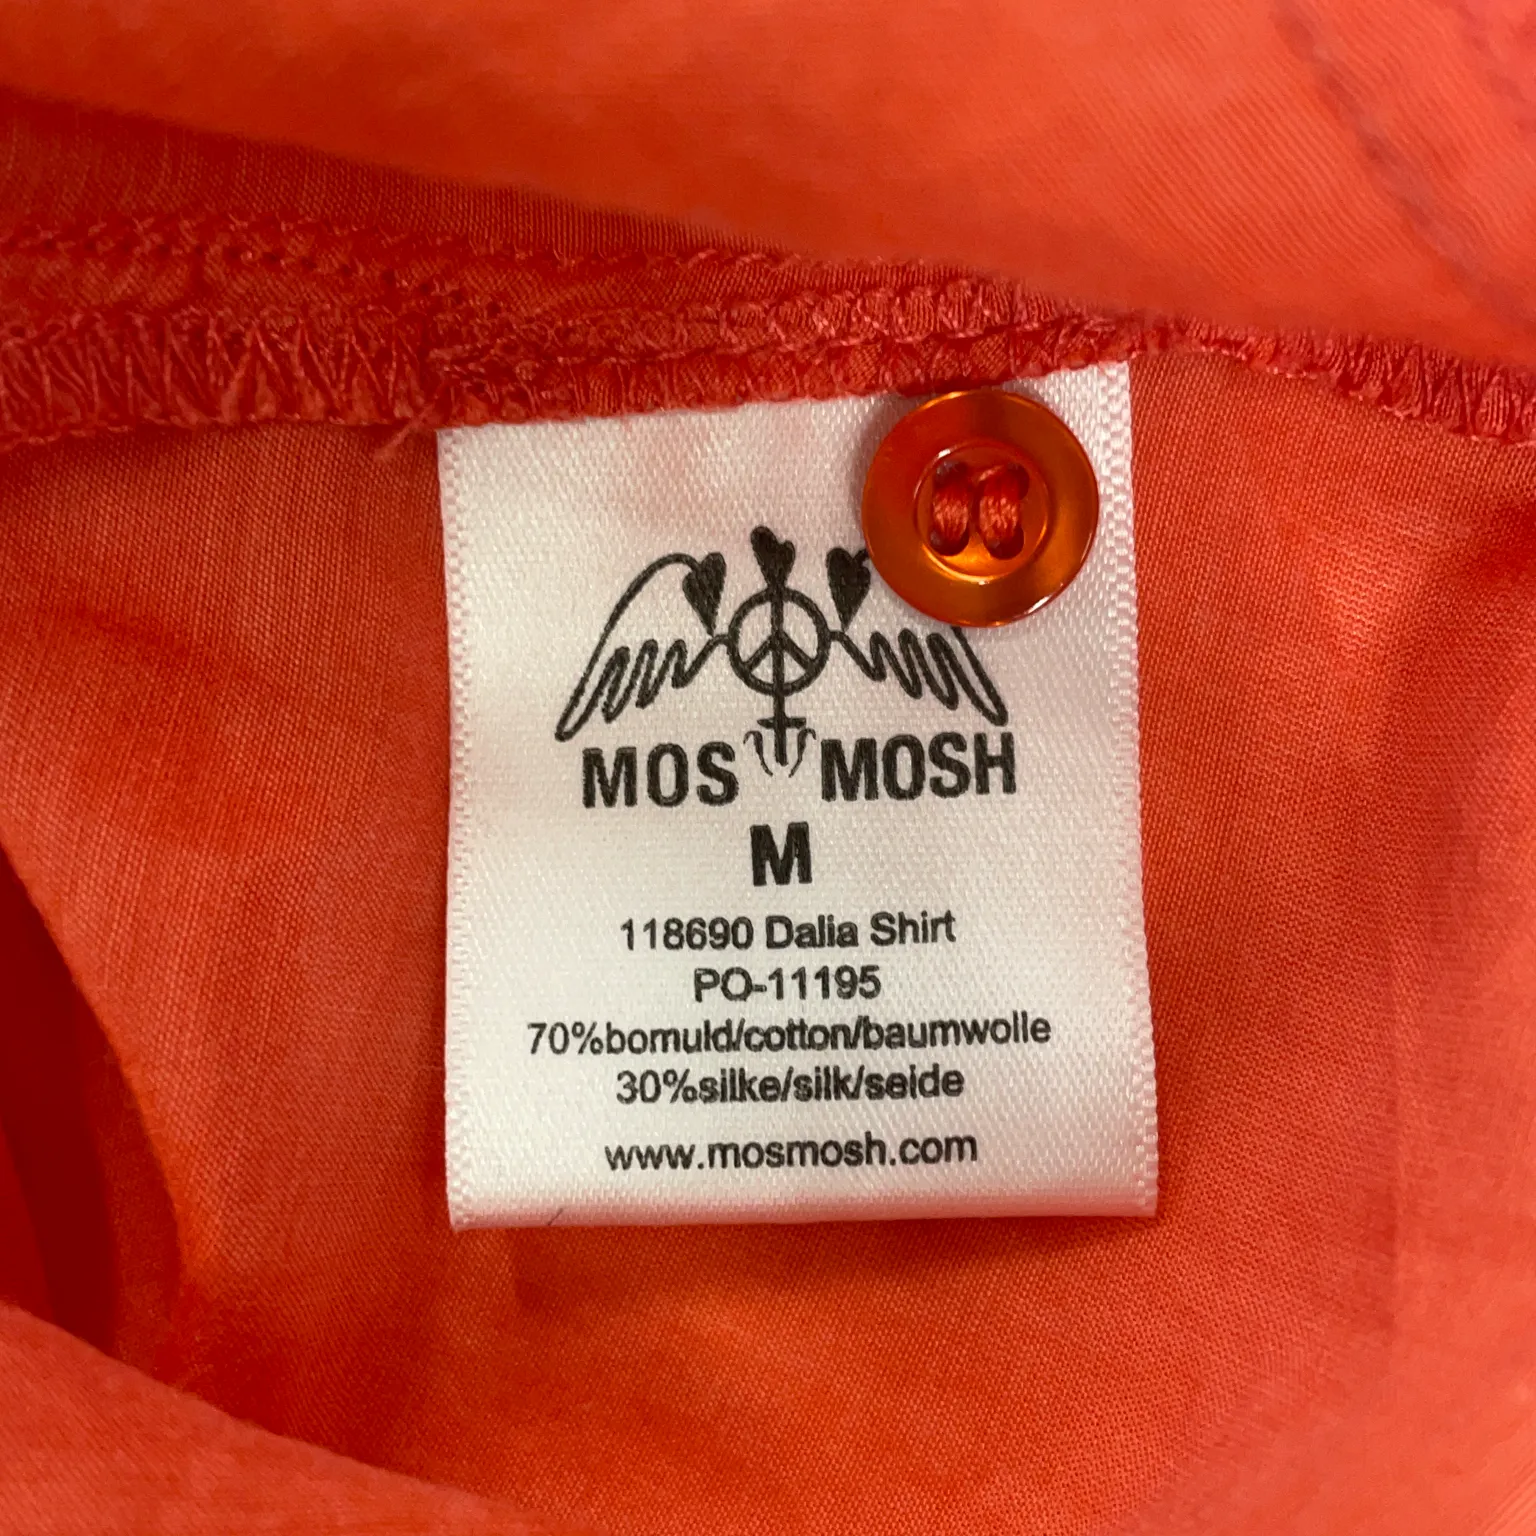 MOS MOSH
M
118690 Dalia Shirt
PO-11195
70%bomuld/cotton/baumwolle
30%silke/silk/seide
www.mosmosh.com